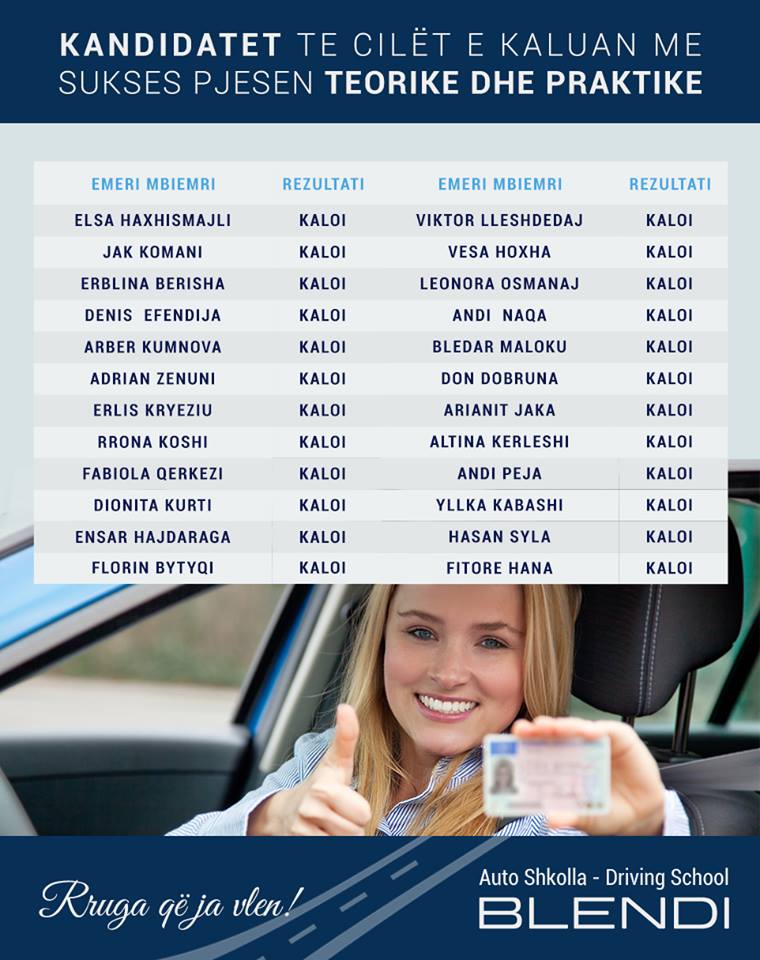 KANDIDATET TE CILËT E KALUAN ME
SUKSES PJESEN TEORIKE DHE PRAKTIKE
EMERI MBIEMRI REZULTATI EMERI MBIEMRI REZULTATI
ELSA HAXHISMAJLI KALOI VIKTOR LLESHDEDAJ KALOI
JAK KOMANI KALOI VESA HOXHA KALOI
ERBLINA BERISHA KALOI LEONORA OSMANAJ KALOI
DENIS EFENDIJA KALOI ANDI NAQA KALOI
ARBER KUMNOVA KALOI BLEDAR MALOKU KALOI
ADRIAN ZENUNI KALOI DON DOBRUNA KALOI
ERLIS KRYEZIU KALOI ARIANIT JAKA KALOI
RRONA KOSHI KALOI ALTINA KERLESHI KALOI
FABIOLA QERKEZI KALOI ANDI PEJA KALOI
DIONITA KURTI KALOI YLLKA KABASHI KALOI
ENSAR HAJDARAGA KALOI HASAN SYLA KALOI
FLORIN BYTYQI KALOI FITORE HANA KALOI
Rruga që ja vlen!
Auto Shkolla - Driving School
BLENDI